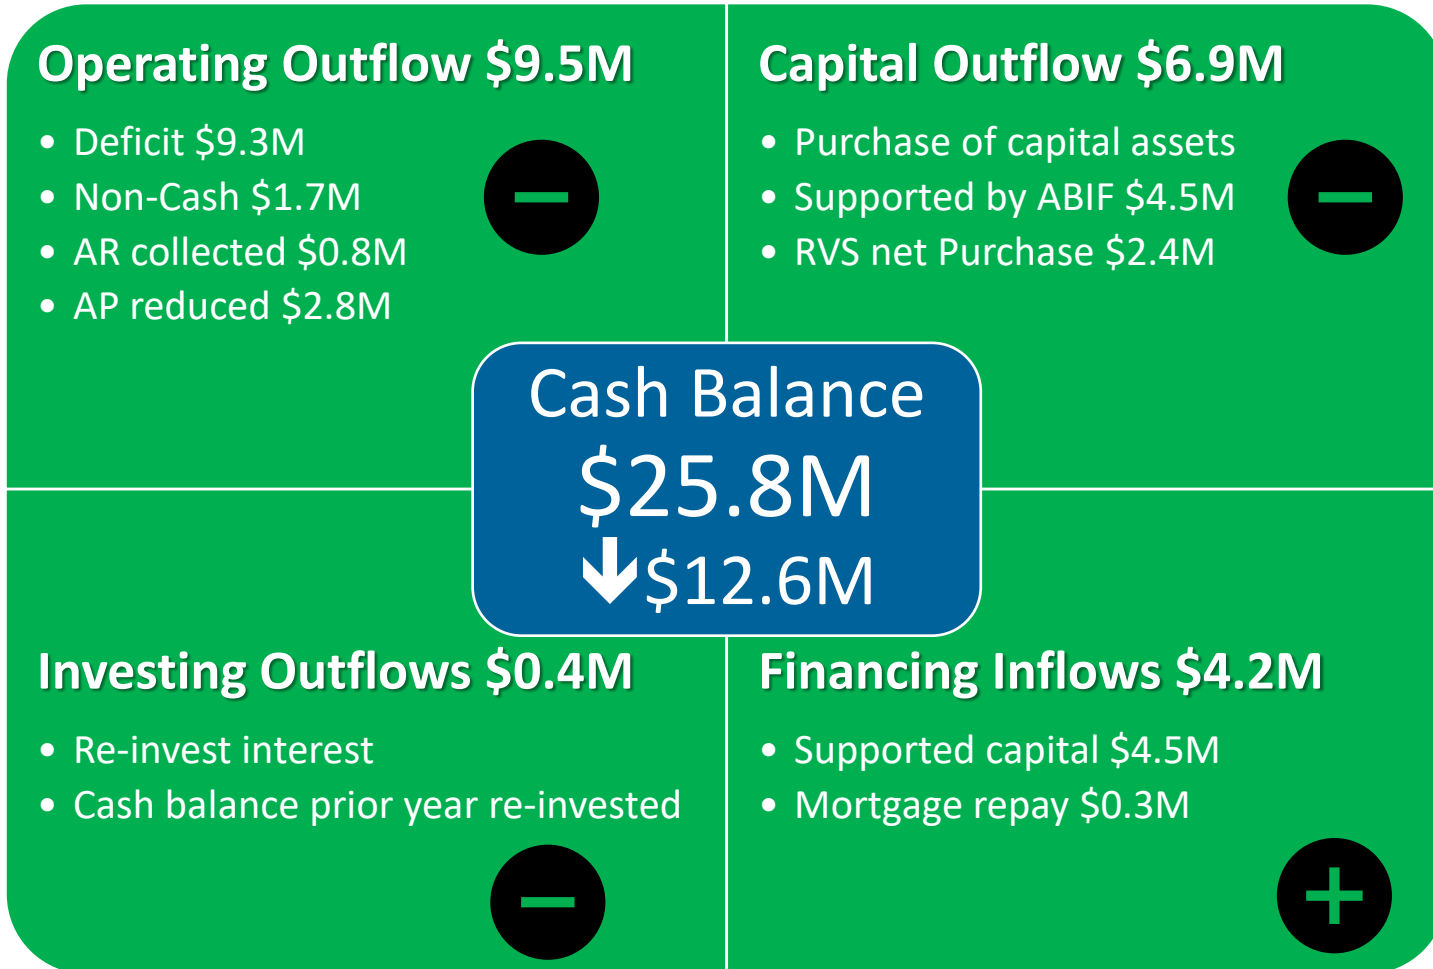 Operating Outflow $9.5M
• Deficit $9.3M
• Non-Cash $1.7M
• AR collected $0.8M
• AP reduced $2.8M
Capital Outflow $6.9M
• Purchase of capital assets
• Supported by ABIF $4.5M
• RVS net Purchase $2.4M
Cash Balance
$25.8M
🡫$12.6M
Investing Outflows $0.4M
• Re-invest interest
• Cash balance prior year re-invested
Financing Inflows $4.2M
• Supported capital $4.5M
• Mortgage repay $0.3M